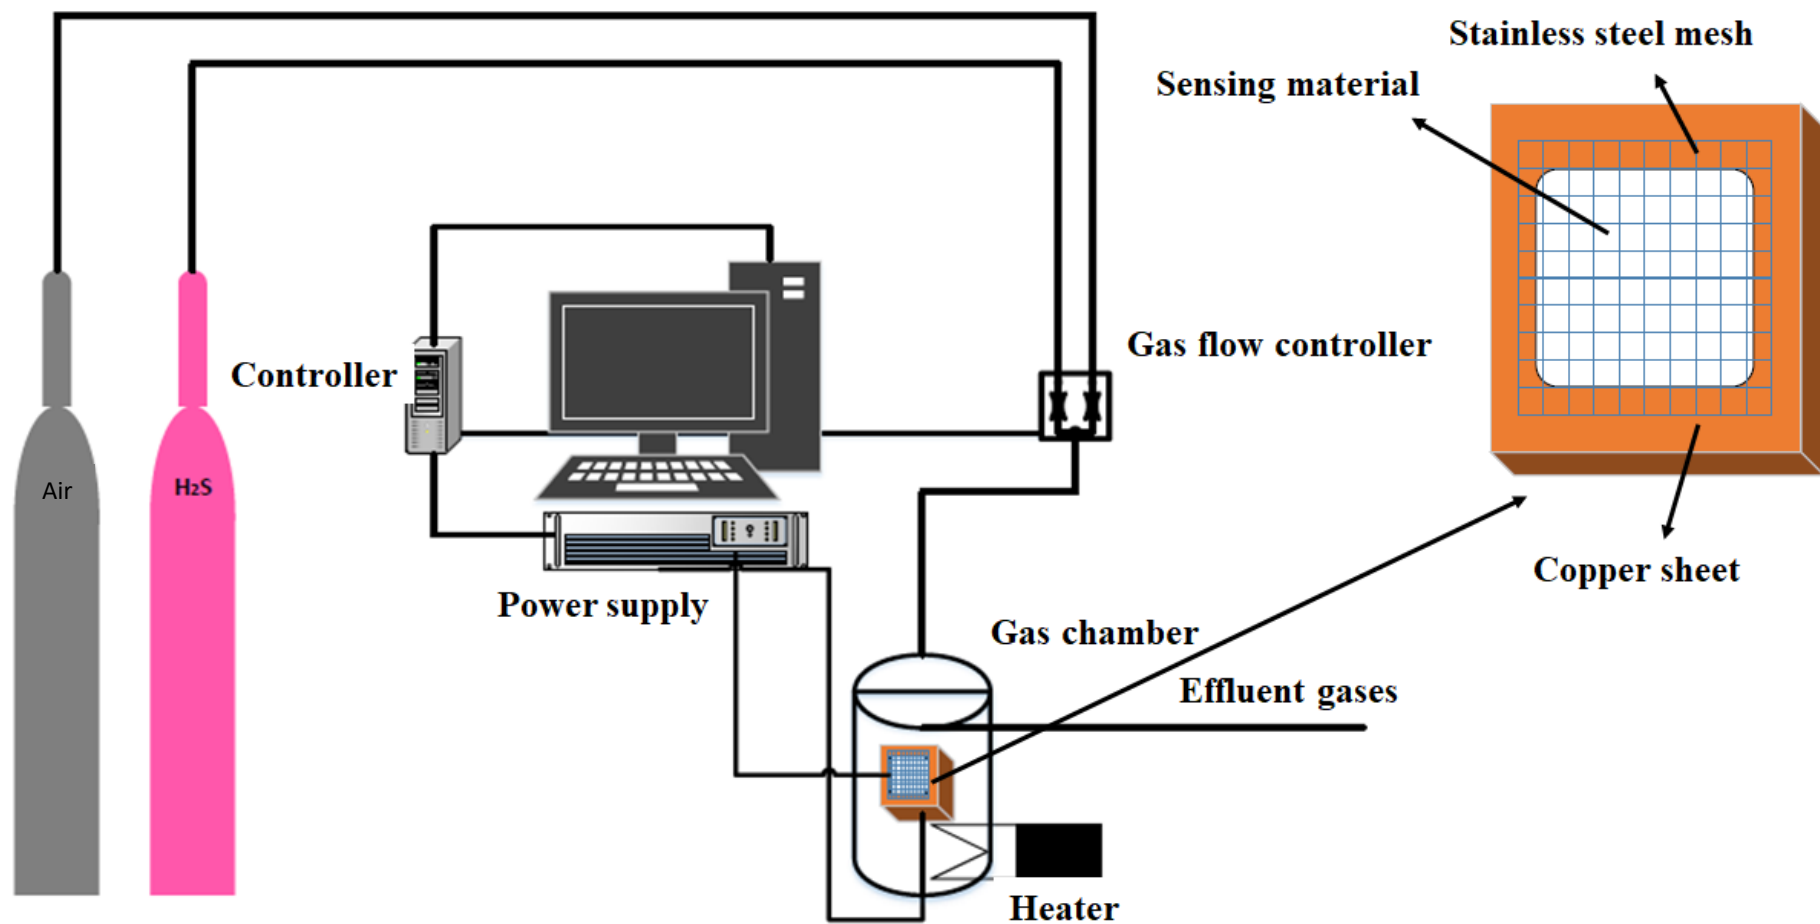 Stainless steel mesh
Sensing material
Gas flow controller
Controller
Air
H₂S
Copper sheet
Power supply
Gas chamber
Effluent gases
Heater